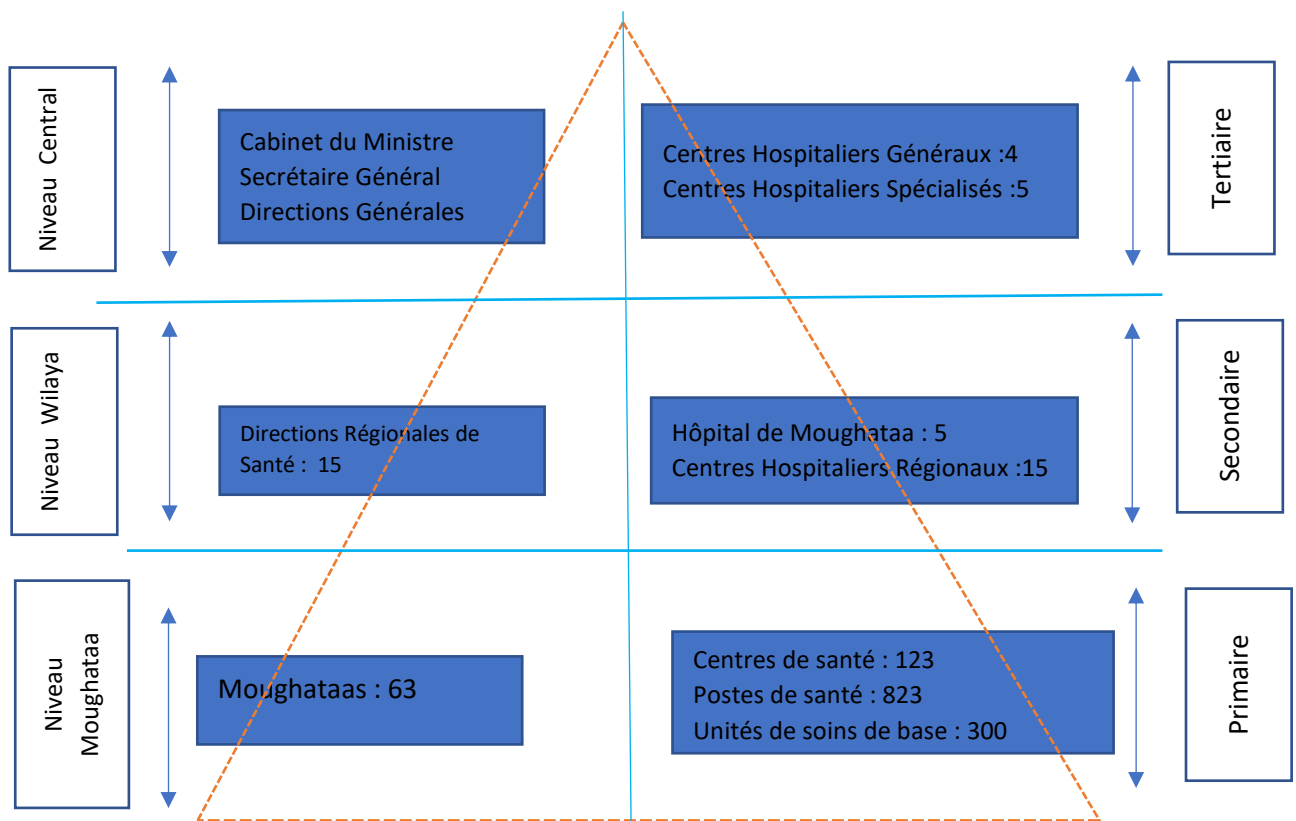 Niveau Central
Cabinet du Ministre
Secrétaire Général
Directions Générales
Centres Hospitaliers Généraux :4
Centres Hospitaliers Spécialisés :5
Tertiaire
Niveau Wilaya
Directions Régionales de
Santé : 15
Hôpital de Moughataa : 5
Centres Hospitaliers Régionaux :15
Secondaire
Niveau
Moughataa
Moughataas : 63
Centres de santé : 123
Postes de santé : 823
Unités de soins de base : 300
Primaire